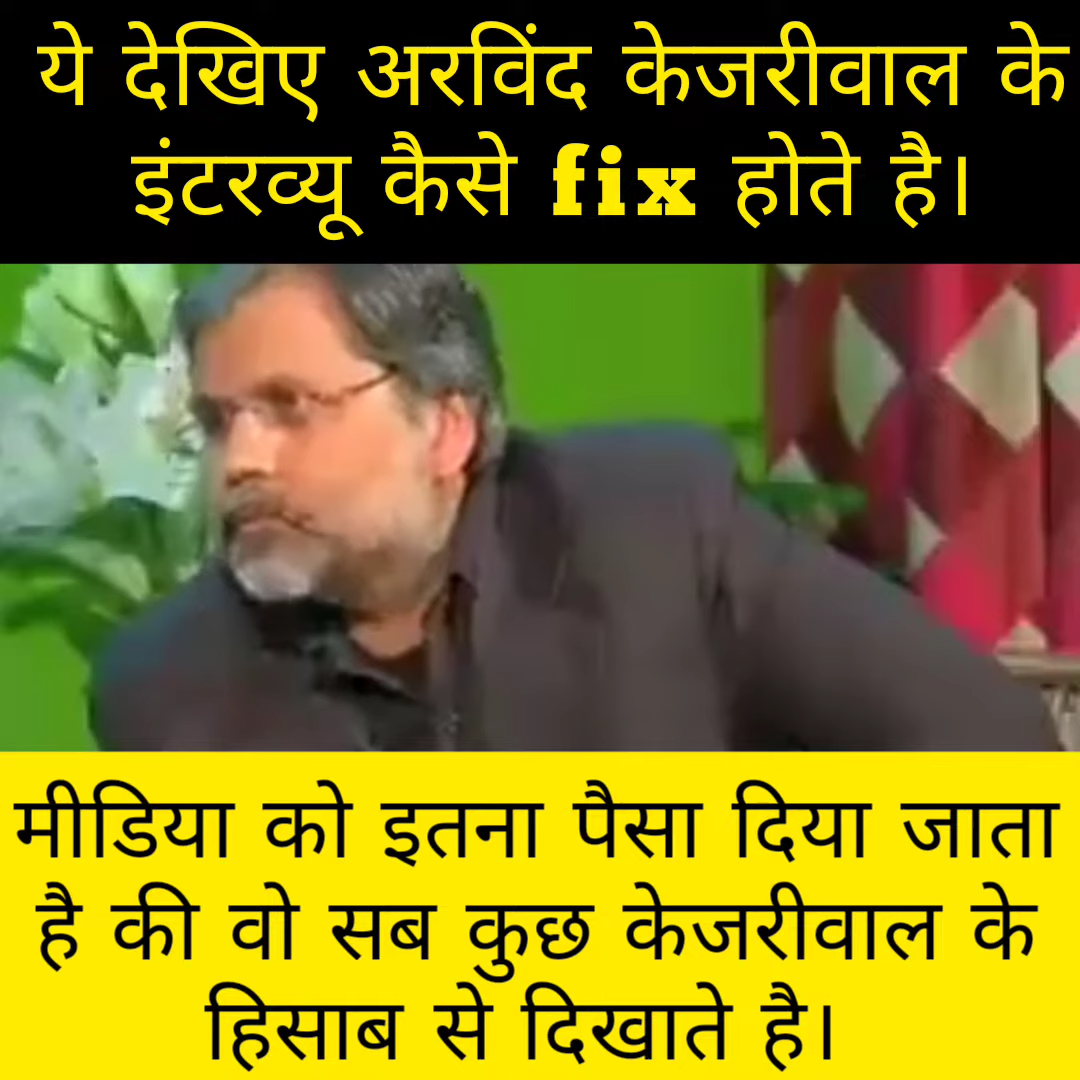 ये देखिए अरविंद केजरीवाल के
इंटरव्यू कैसे fix होते है।
मीडिया को इतना पैसा दिया जाता
है की वो सब कुछ केजरीवाल के
हिसाब से दिखाते है।